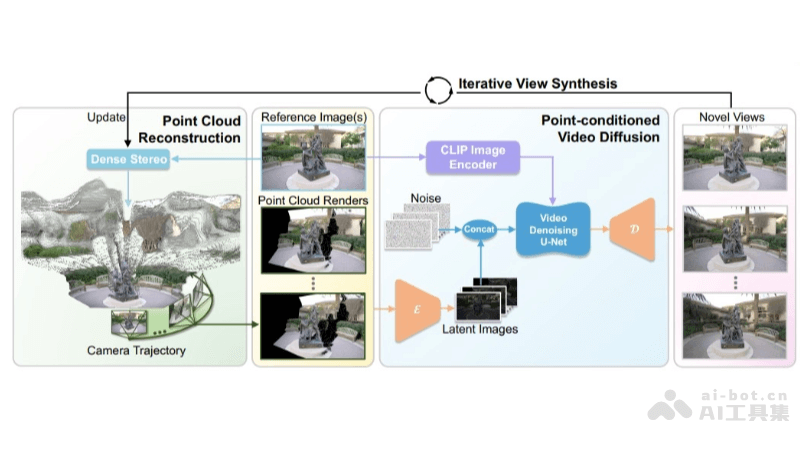 Iterative View Synthesis
Update
Point Cloud
Reconstruction
Dense Stereo
Camera Trajectory
Reference Image(s)
Point Cloud Renders
Point-conditioned
Video Diffusion
CLIP Image
Encoder
Noise
Concat
Video
Denoising
U-Net
D
E
Latent Images
Novel Views
ai-bot.cn
AI工具集